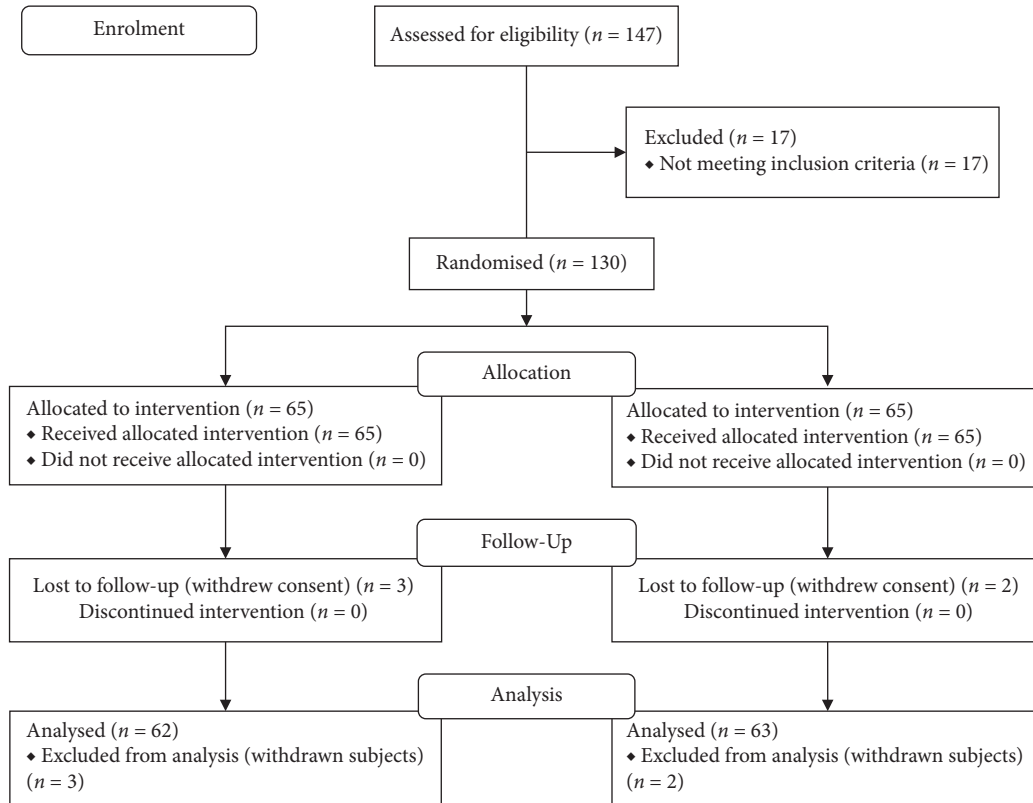 Enrolment
Assessed for eligibility (n = 147)
Excluded (n = 17)
◆ Not meeting inclusion criteria (n = 17)
Randomised (n = 130)
Allocation
Allocated to intervention (n = 65)
◆ Received allocated intervention (n = 65)
◆ Did not receive allocated intervention (n = 0)
Allocated to intervention (n = 65)
◆ Received allocated intervention (n = 65)
◆ Did not receive allocated intervention (n = 0)
Follow-Up
Lost to follow-up (withdrew consent) (n = 3)
Discontinued intervention (n = 0)
Lost to follow-up (withdrew consent) (n = 2)
Discontinued intervention (n = 0)
Analysis
Analysed (n = 62)
◆ Excluded from analysis (withdrawn subjects)
(n = 3)
Analysed (n = 63)
◆ Excluded from analysis (withdrawn subjects)
(n = 2)